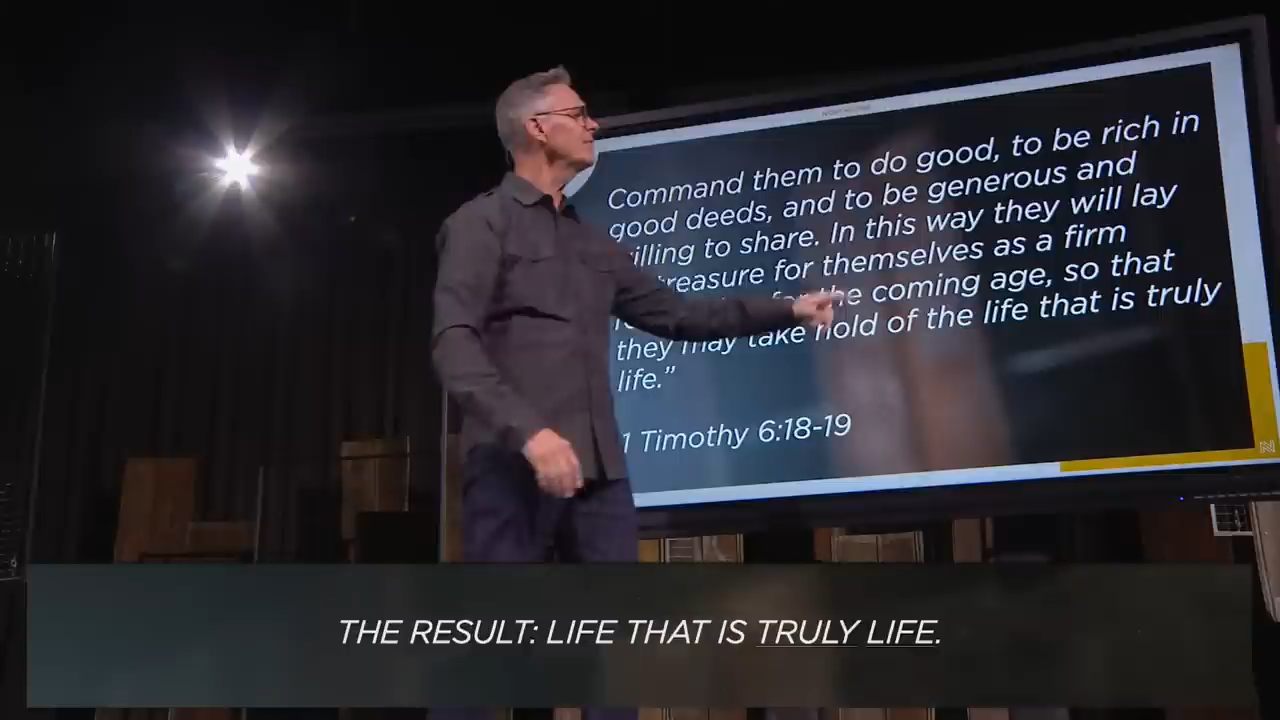 Command them to do good, to be rich in
good deeds, and to be generous and
willing to share. In this way they will lay
treasure for themselves as a firm
for the coming age, so that
they may take hold of the life that is truly
life.”
1 Timothy 6:18-19
THE RESULT: LIFE THAT IS TRULY LIFE.